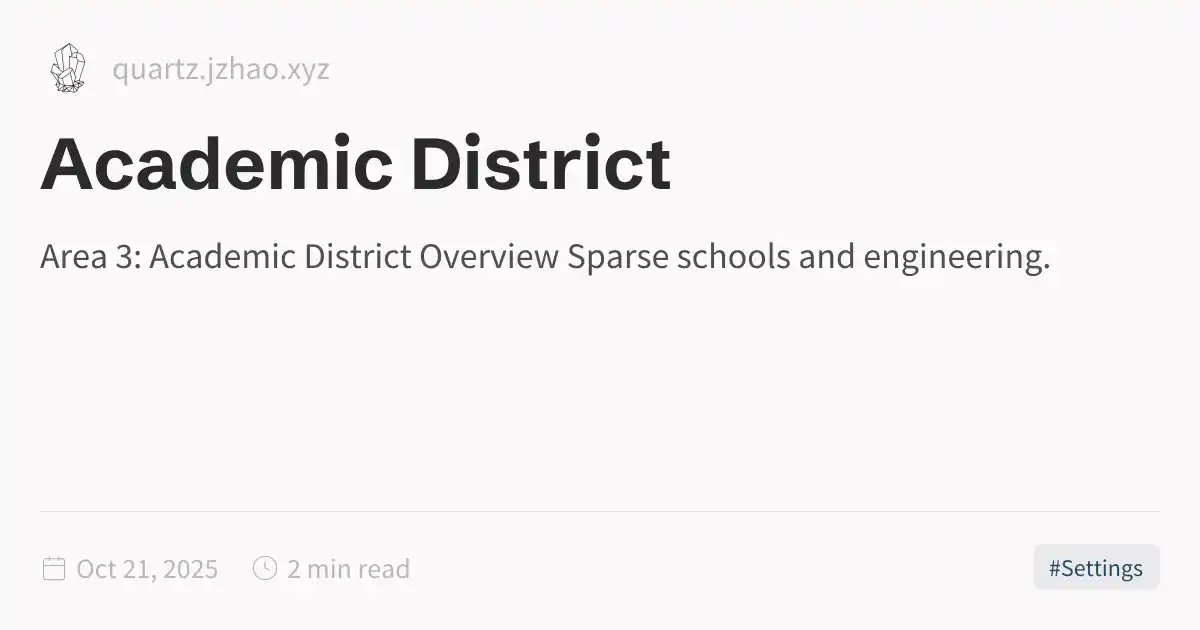 quartz.jzhao.xyz
Academic District
Area 3: Academic District Overview Sparse schools and engineering.
Oct 21, 2025
2 min read
#Settings